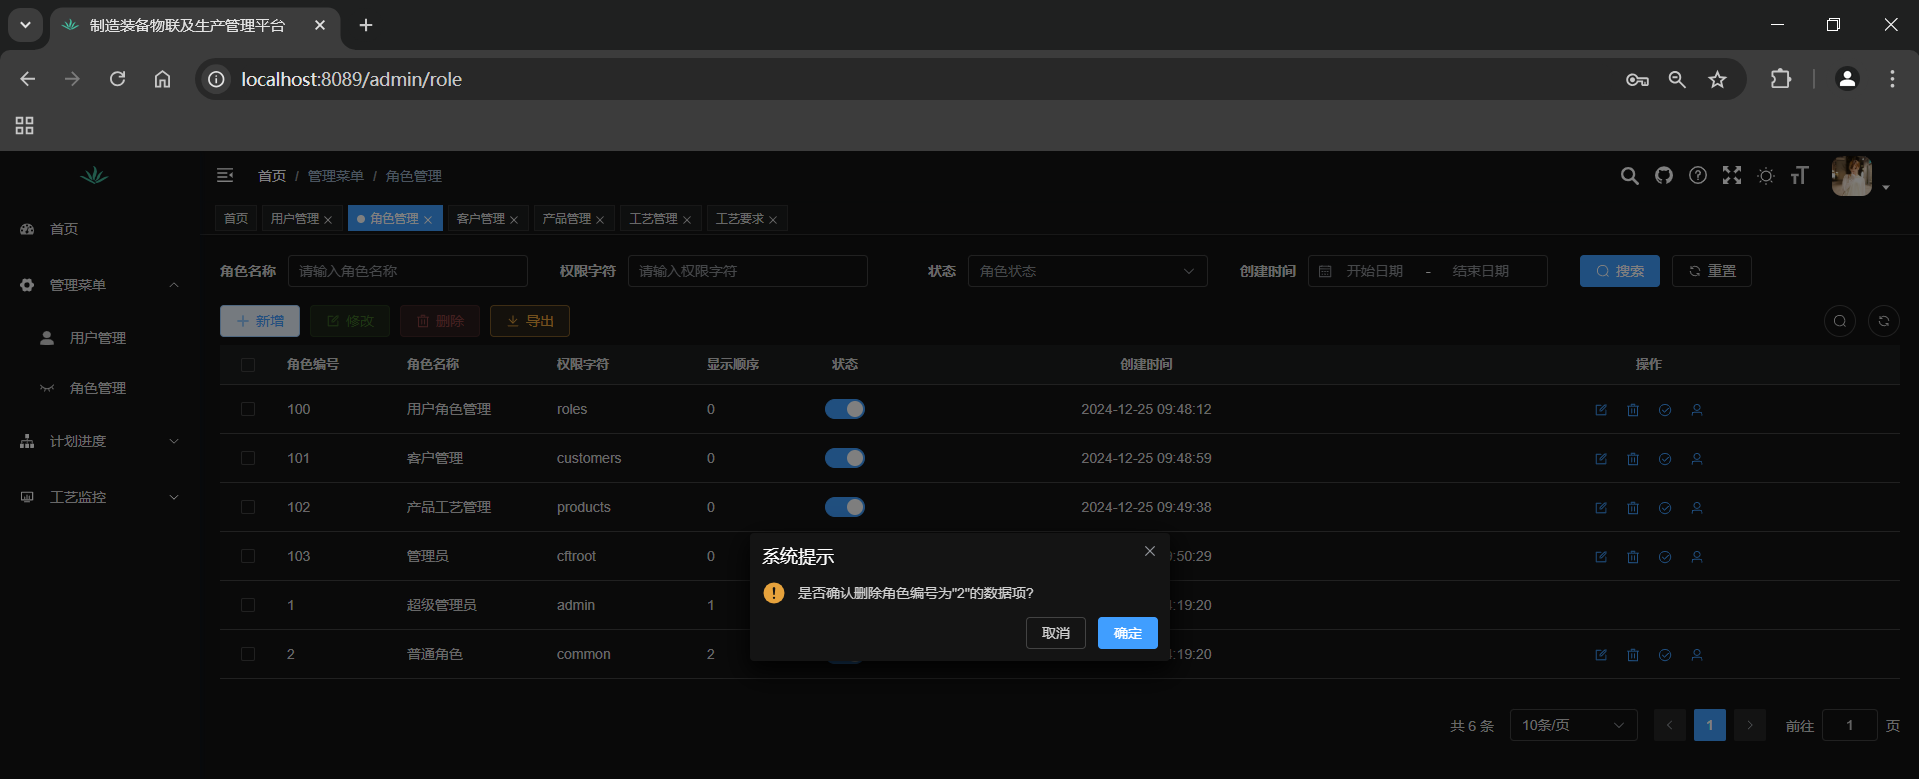 制造装备物联及生产管理平台
localhost:8089/admin/role
首页 / 管理菜单 / 角色管理
首页 用户管理 角色管理 客户管理 产品管理 工艺管理 工艺要求
首页
管理菜单
用户管理
角色管理
计划进度
工艺监控
角色名称 请输入角色名称 权限字符 请输入权限字符 状态 角色状态 创建时间 开始日期 - 结束日期 搜索 重置
新增 修改 删除 导出
角色编号 角色名称 权限字符 显示顺序 状态 创建时间 操作
100 用户角色管理 roles 0 2024-12-25 09:48:12
101 客户管理 customers 0 2024-12-25 09:48:59
102 产品工艺管理 products 0 2024-12-25 09:49:38
103 管理员 cftroot 0 :50:29
1 超级管理员 admin 1 :19:20
2 普通角色 common 2 :19:20
系统提示
是否确认删除角色编号为"2"的数据项?
取消 确定
共 6 条 10条/页 1 前往 1 页